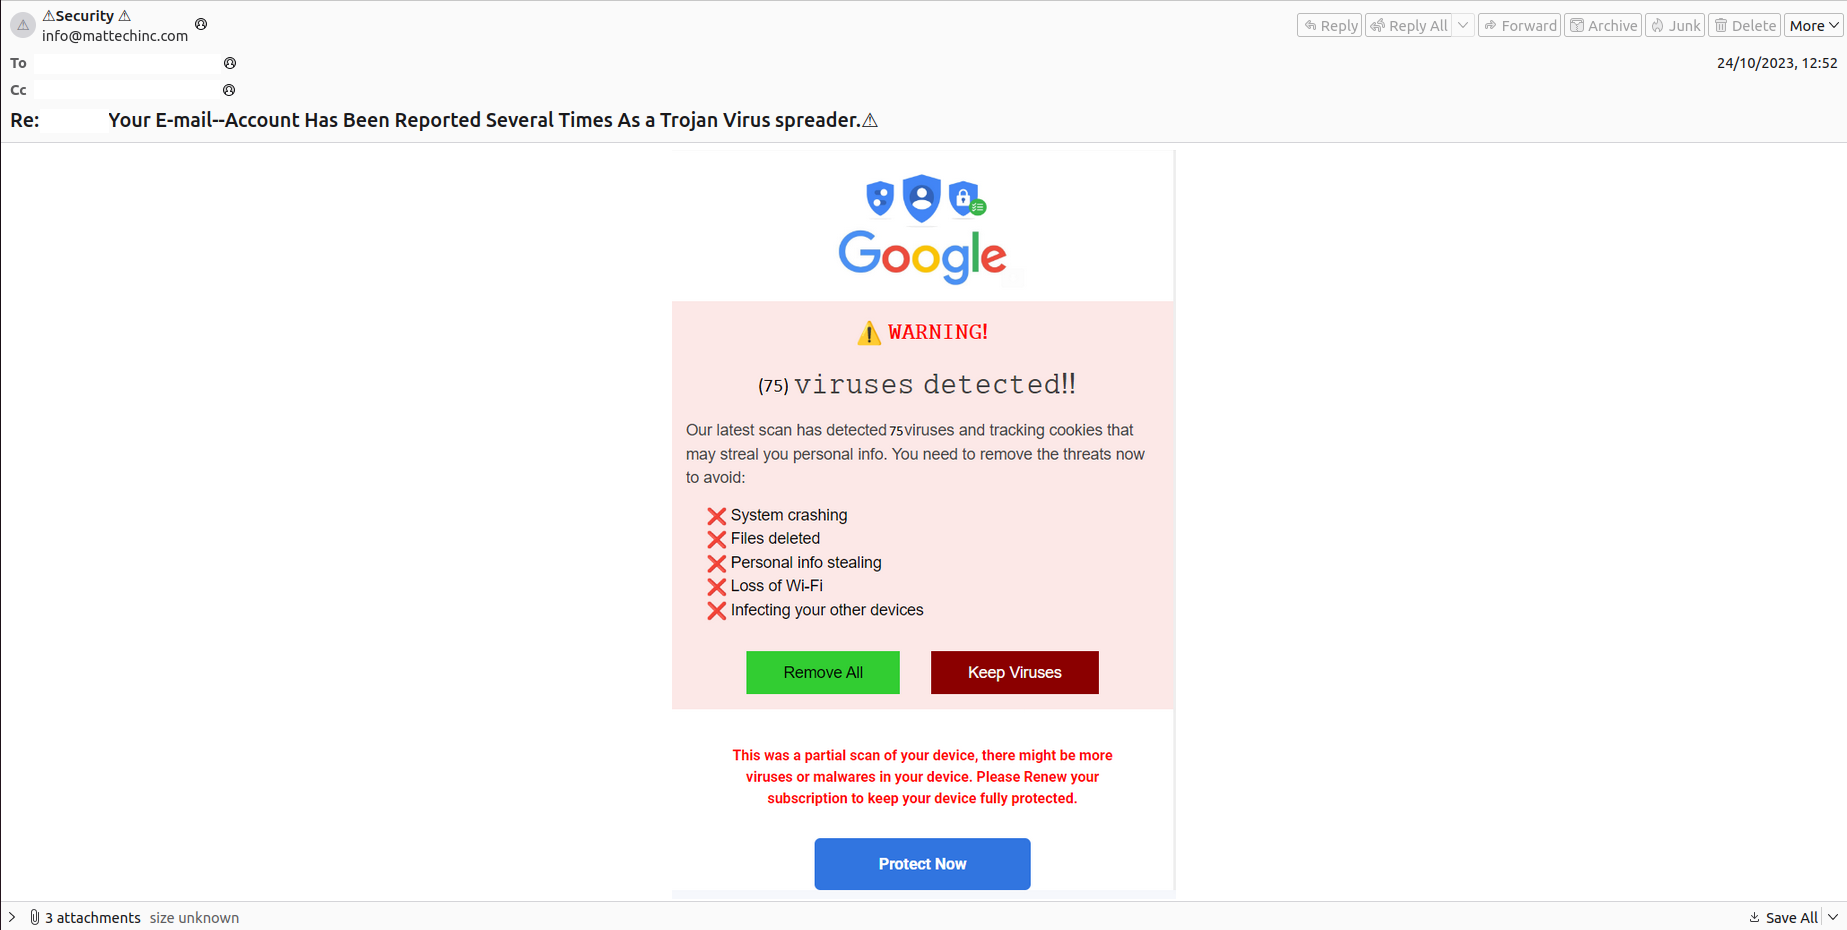 ⚠Security ⚠
info@mattechinc.com
Reply Reply All Forward Archive Junk Delete More
To
24/10/2023, 12:52
Cc
Re: Your E-mail--Account Has Been Reported Several Times As a Trojan Virus spreader.⚠
Google
⚠️ WARNING!
(75) viruses detected!!
Our latest scan has detected 75 viruses and tracking cookies that
may streal you personal info. You need to remove the threats now
to avoid:
❌ System crashing
❌ Files deleted
❌ Personal info stealing
❌ Loss of Wi-Fi
❌ Infecting your other devices
Remove All Keep Viruses
This was a partial scan of your device, there might be more
viruses or malwares in your device. Please Renew your
subscription to keep your device fully protected.
Protect Now
3 attachments size unknown Save All